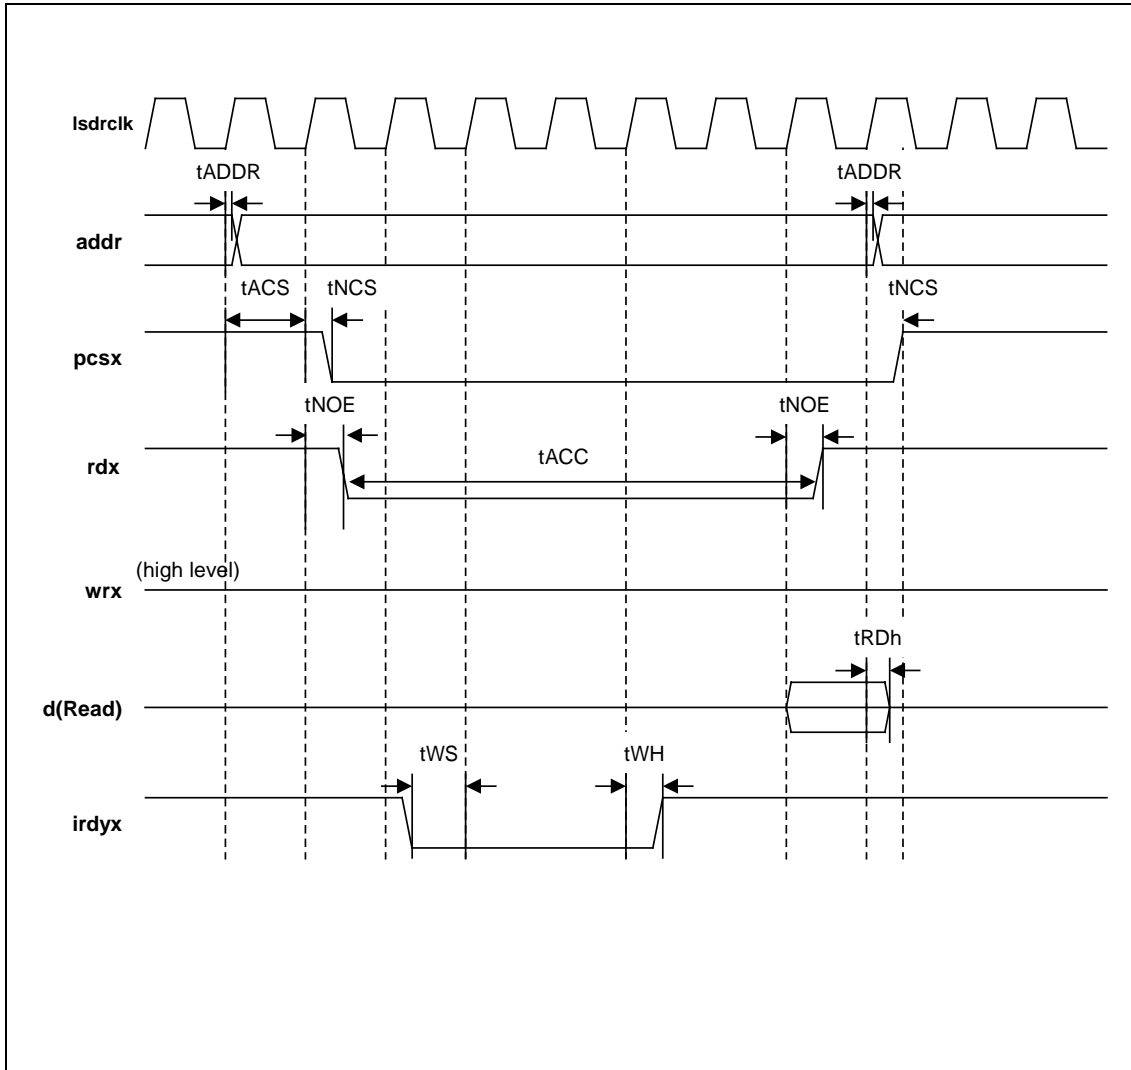 lsdrclk
tADDR tADDR
addr
tACS tNCS tNCS
pcsx
tNOE tNOE
rdx tACC
(high level)
wrx
tRDh
d(Read)
tWS tWH
irdyx